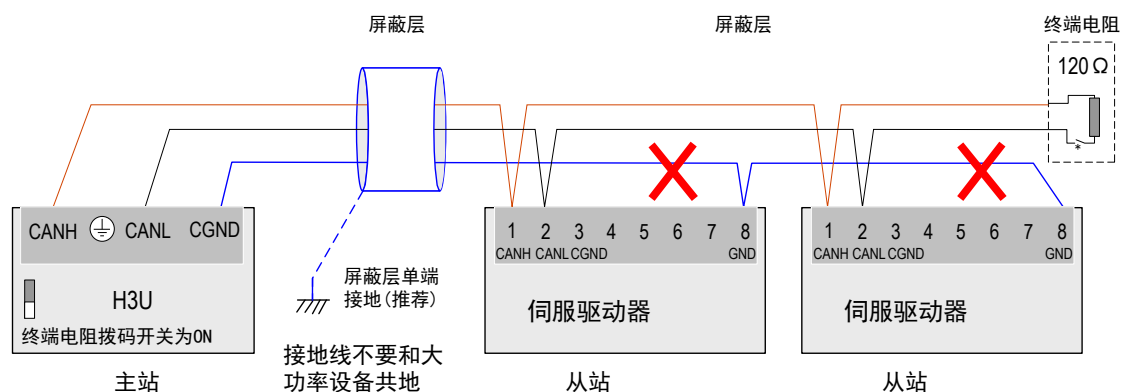 屏蔽层
屏蔽层
终端电阻
120Ω
*
CANH CANL CGND
H3U
终端电阻拨码开关为ON
主站
屏蔽层单端
接地(推荐)
接地线不要和大
功率设备共地
1 2 3 4 5 6 7 8
CANH CANL CGND GND
伺服驱动器
从站
1 2 3 4 5 6 7 8
CANH CANL CGND GND
伺服驱动器
从站